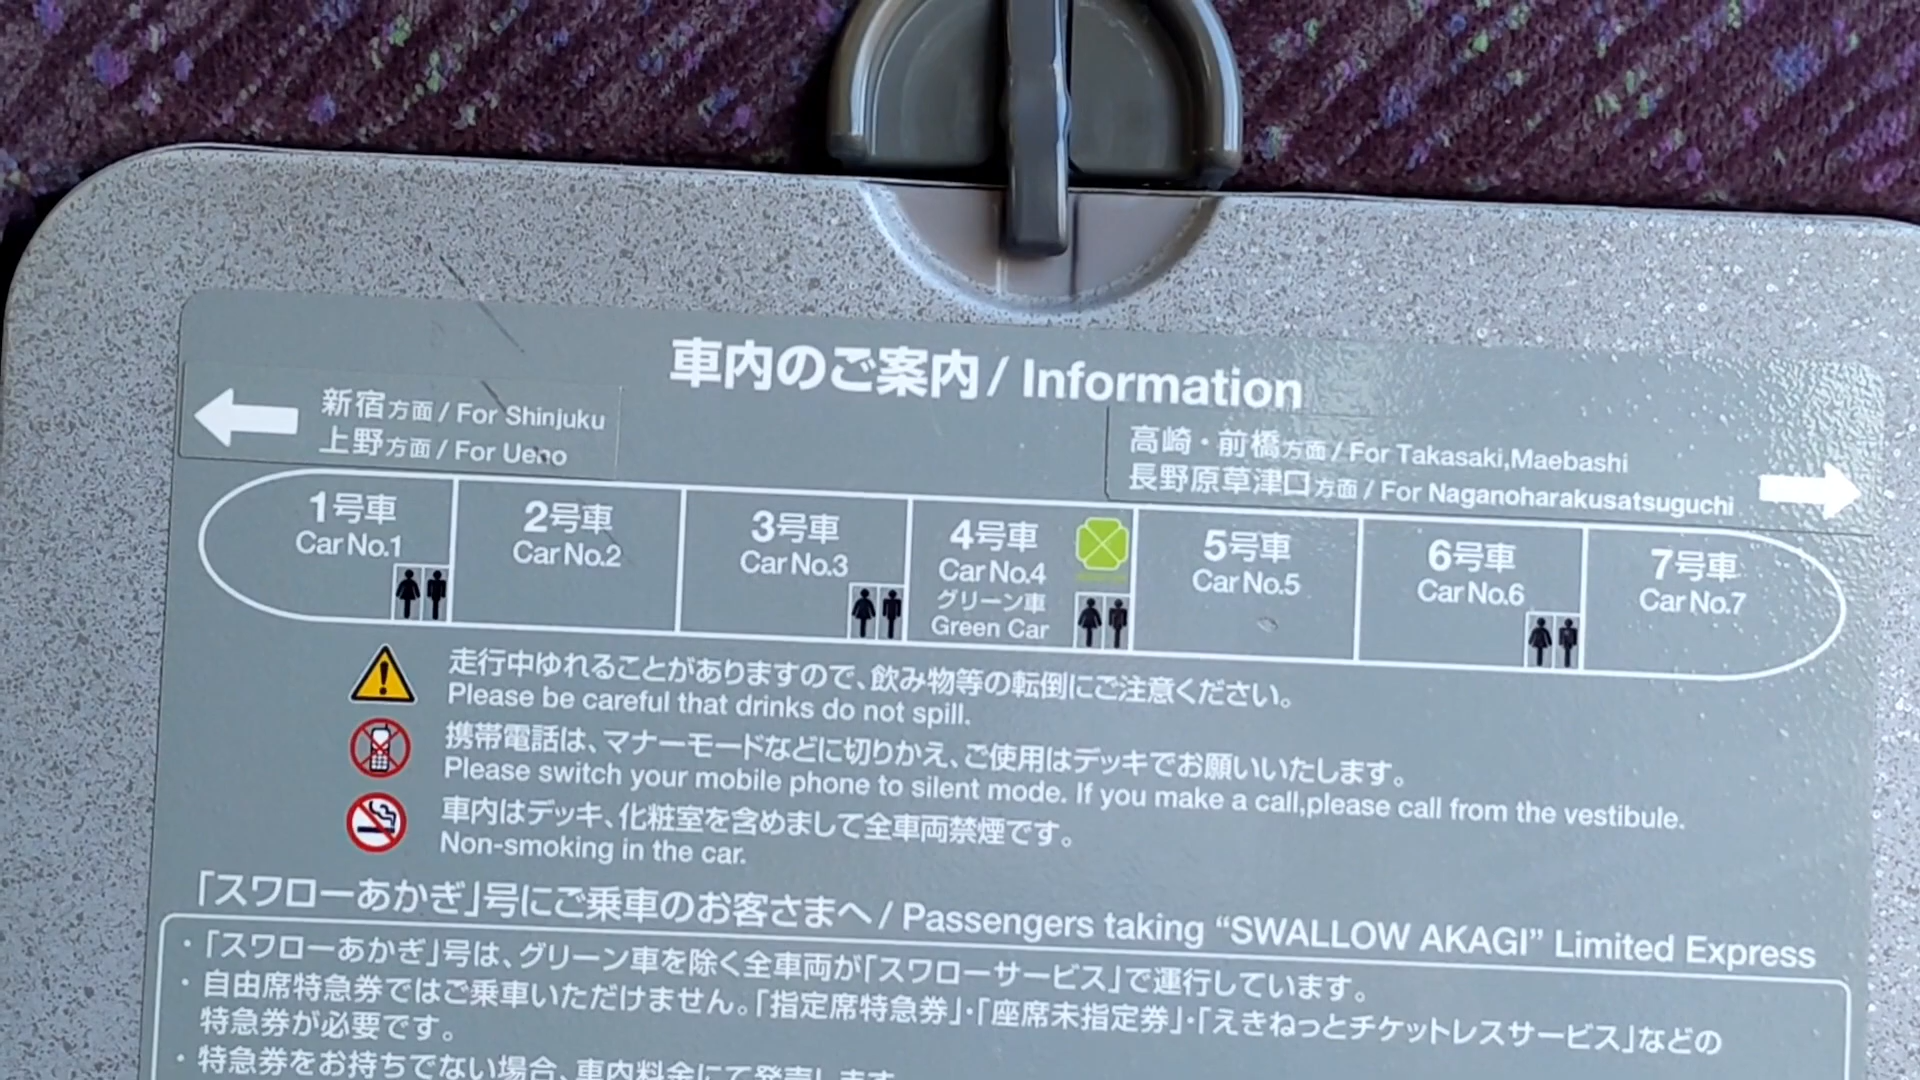 車内のご案内 / Information
新宿方面 / For Shinjuku
上野方面 / For Ueno
高崎・前橋方面 / For Takasaki,Maebashi
長野原草津口方面 / For Naganoharakusatsuguchi
1号車
Car No.1
2号車
Car No.2
3号車
Car No.3
4号車
Car No.4
グリーン車
Green Car
5号車
Car No.5
6号車
Car No.6
7号車
Car No.7
走行中ゆれることがありますので、飲み物等の転倒にご注意ください。
Please be careful that drinks do not spill.
携帯電話は、マナーモードなどに切りかえ、ご使用はデッキでお願いいたします。
Please switch your mobile phone to silent mode. If you make a call,please call from the vestibule.
車内はデッキ、化粧室を含めまして全車両禁煙です。
Non-smoking in the car.
「スワローあかぎ」号にご乗車のお客さまへ / Passengers taking “SWALLOW AKAGI” Limited Express
・「スワローあかぎ」号は、グリーン車を除く全車両が「スワローサービス」で運行しています。
・自由席特急券ではご乗車いただけません。「指定席特急券」・「座席未指定券」・「えきねっとチケットレスサービス」などの
特急券が必要です。
・特急券をお持ちでない場合、車内料金にて発売します